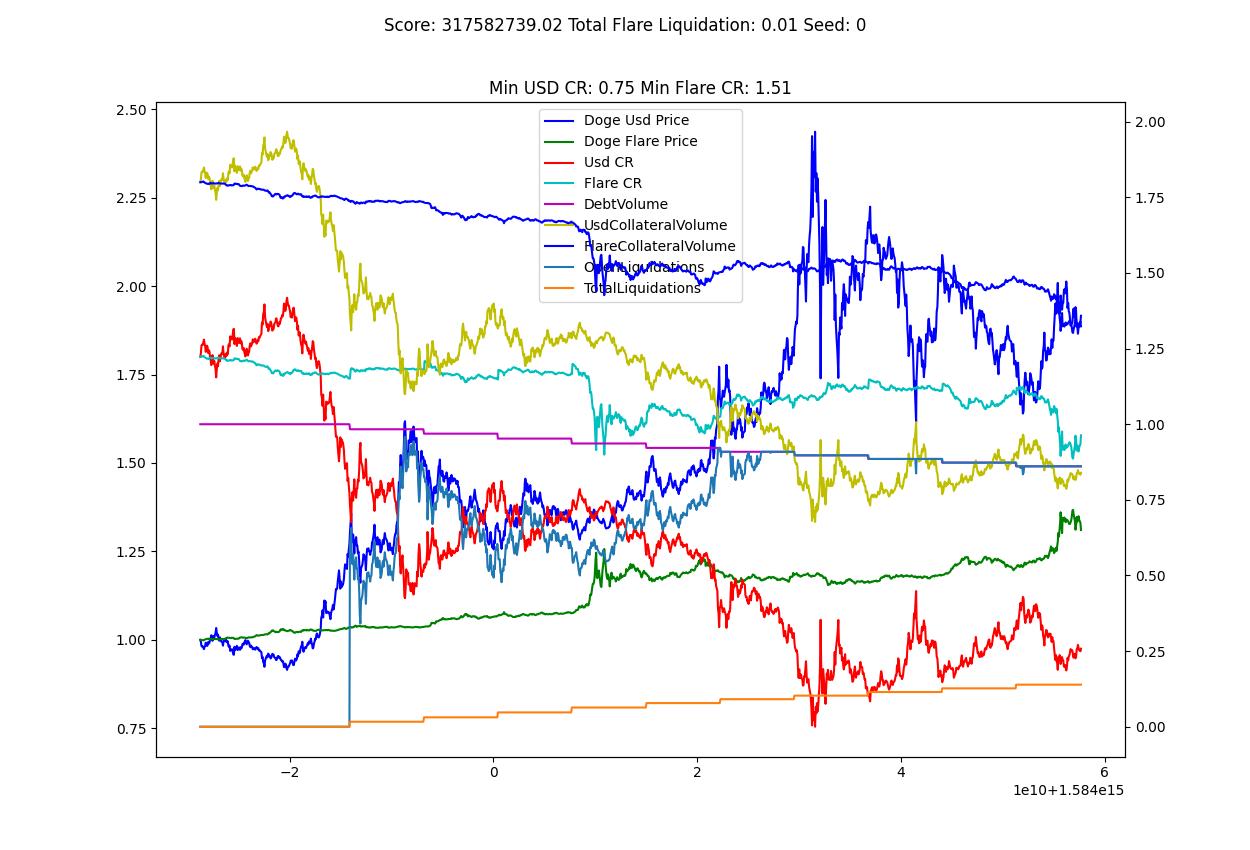 Score: 317582739.02 Total Flare Liquidation: 0.01 Seed: 0
Min USD CR: 0.75 Min Flare CR: 1.51
2.50
2.25
2.00
1.75
1.50
1.25
1.00
0.75
Doge Usd Price
Doge Flare Price
Usd CR
Flare CR
DebtVolume
UsdCollateralVolume
FlareCollateralVolume
OpenLiquidations
TotalLiquidations
2.00
1.75
1.50
1.25
1.00
0.75
0.50
0.25
0.00
−2 0 2 4 6
1e10+1.584e15